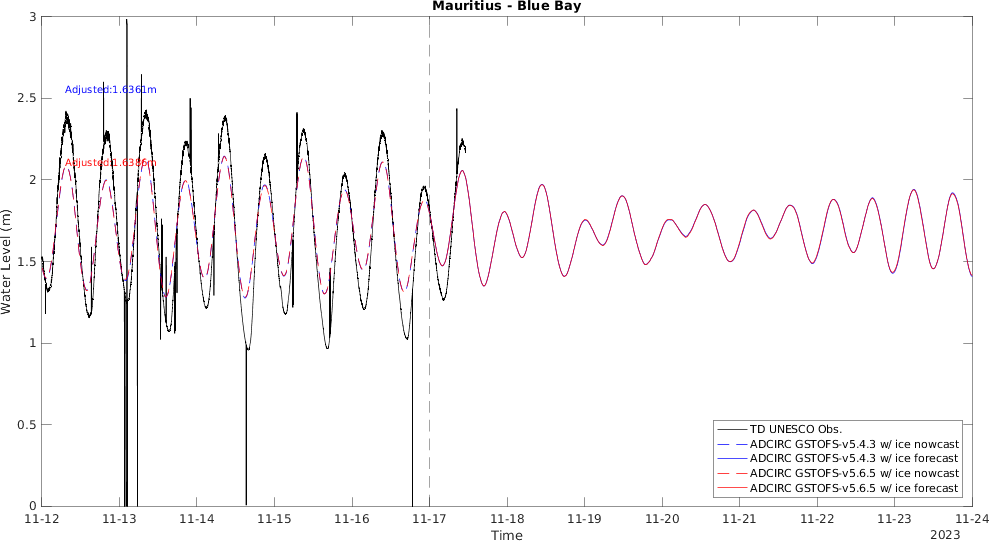 Mauritius - Blue Bay
3
2.5
2
1.5
1
0.5
0
Water Level (m)
Adjusted:1.6361m
Adjusted:1.6386m
TD UNESCO Obs.
ADCIRC GSTOFS-v5.4.3 w/ ice nowcast
ADCIRC GSTOFS-v5.4.3 w/ ice forecast
ADCIRC GSTOFS-v5.6.5 w/ ice nowcast
ADCIRC GSTOFS-v5.6.5 w/ ice forecast
11-12 11-13 11-14 11-15 11-16 11-17 11-18 11-19 11-20 11-21 11-22 11-23 11-24
Time
2023